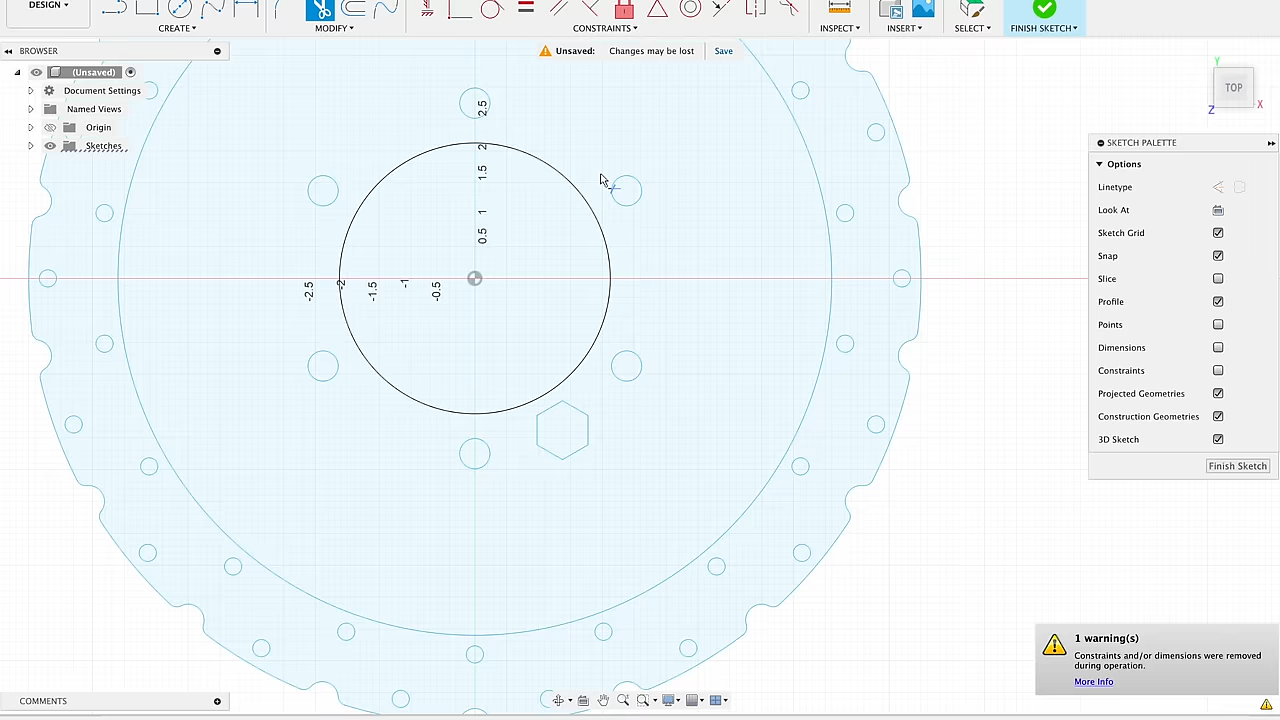 DESIGN ▾
CREATE ▾
MODIFY ▾
CONSTRAINTS ▾
INSPECT ▾
INSERT ▾
SELECT ▾
FINISH SKETCH ▾
BROWSER
Unsaved: Changes may be lost Save
(Unsaved)
Document Settings
Named Views
Origin
Sketches
2.5
2
1.5
1
0.5
-2.5
-2
-1.5
-1
-0.5
Y
TOP
X
Z
SKETCH PALETTE
Options
Linetype
Look At
Sketch Grid
Snap
Slice
Profile
Points
Dimensions
Constraints
Projected Geometries
Construction Geometries
3D Sketch
Finish Sketch
1 warning(s)
Constraints and/or dimensions were removed
during operation.
More Info
COMMENTS